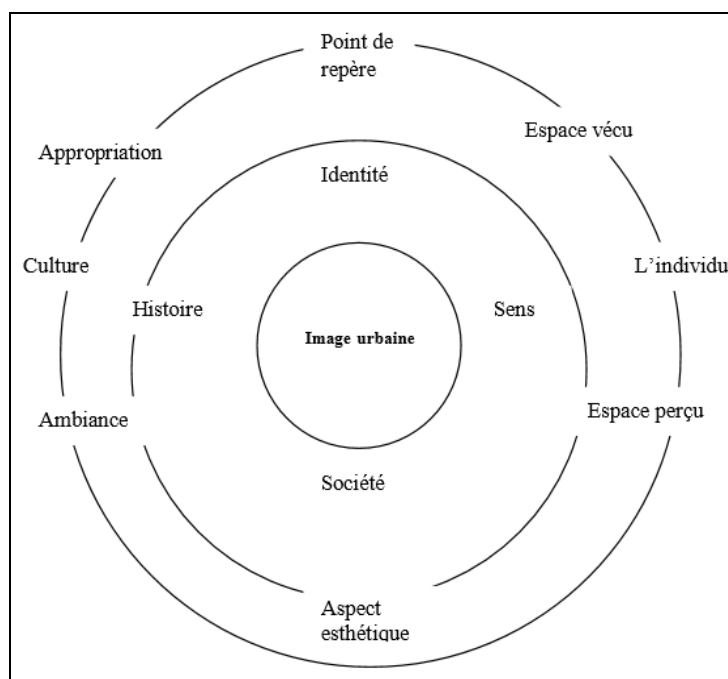 Point de
repère
Espace vécu
Appropriation
Identité
Culture
L'individu
Histoire
Sens
Image urbaine
Ambiance
Espace perçu
Société
Aspect
esthétique